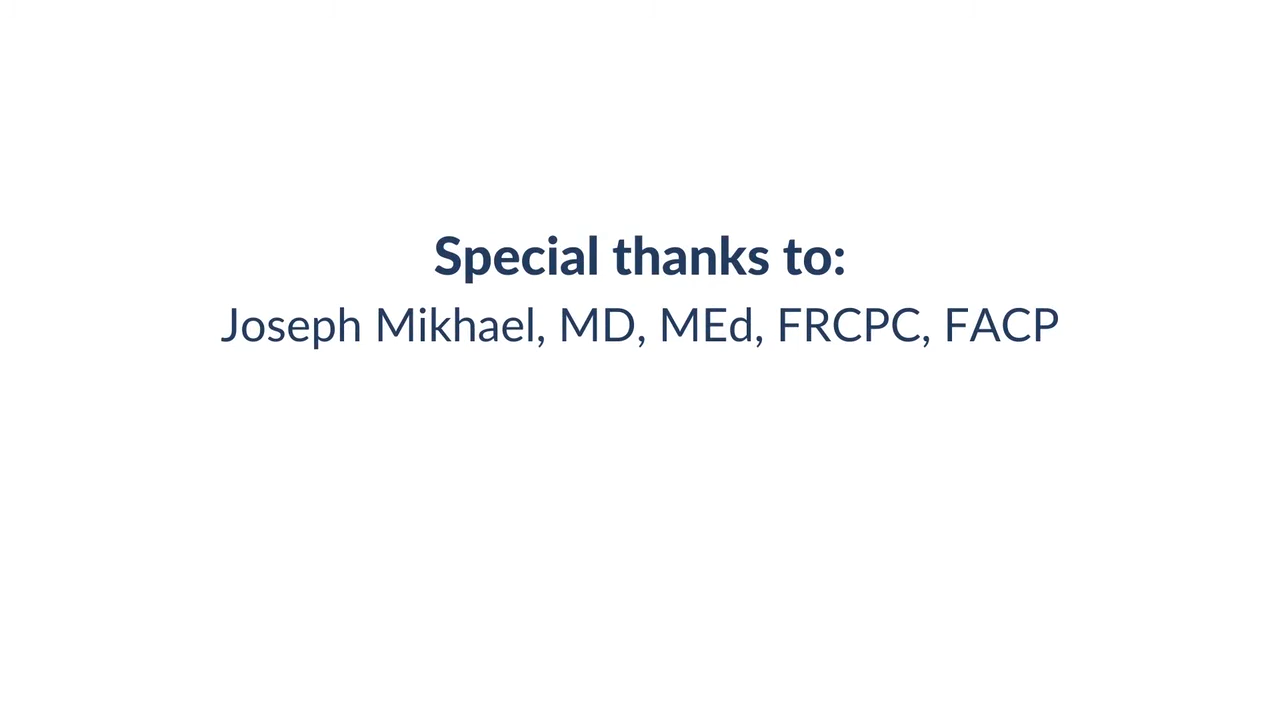 Special thanks to:
Joseph Mikhael, MD, MEd, FRCPC, FACP